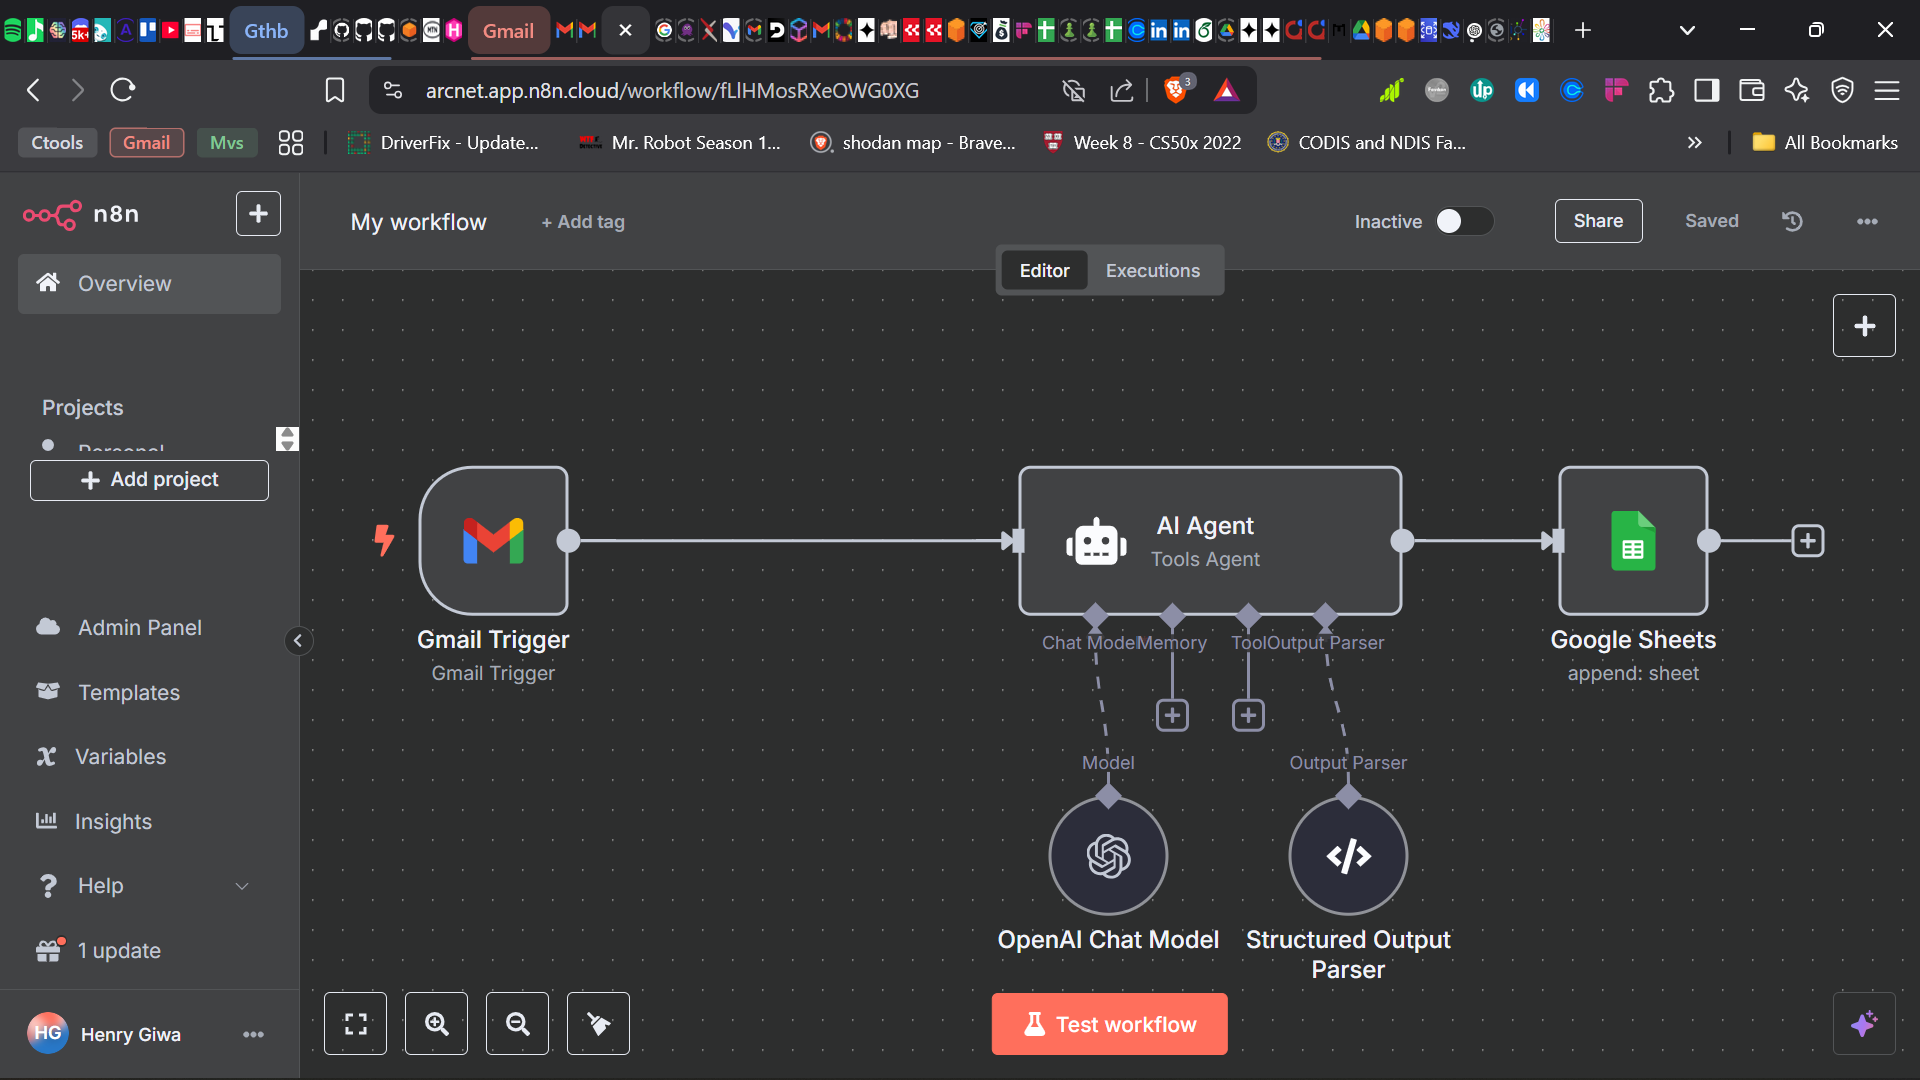 Gthb
Gmail
arcnet.app.n8n.cloud/workflow/fLlHMosRXeOWG0XG
3
Ctools
Gmail
Mvs
DriverFix - Update...
Mr. Robot Season 1...
shodan map - Brave...
Week 8 - CS50x 2022
CODIS and NDIS Fa...
All Bookmarks
n8n
My workflow
+ Add tag
Inactive
Share
Saved
Editor
Executions
Overview
Projects
Personal
Add project
Admin Panel
Templates
Variables
Insights
Help
1 update
HG
Henry Giwa
Gmail Trigger
Gmail Trigger
AI Agent
Tools Agent
Chat Model
Memory
Tool
Output Parser
Model
Output Parser
OpenAI Chat Model
Structured Output
Parser
Google Sheets
append: sheet
Test workflow